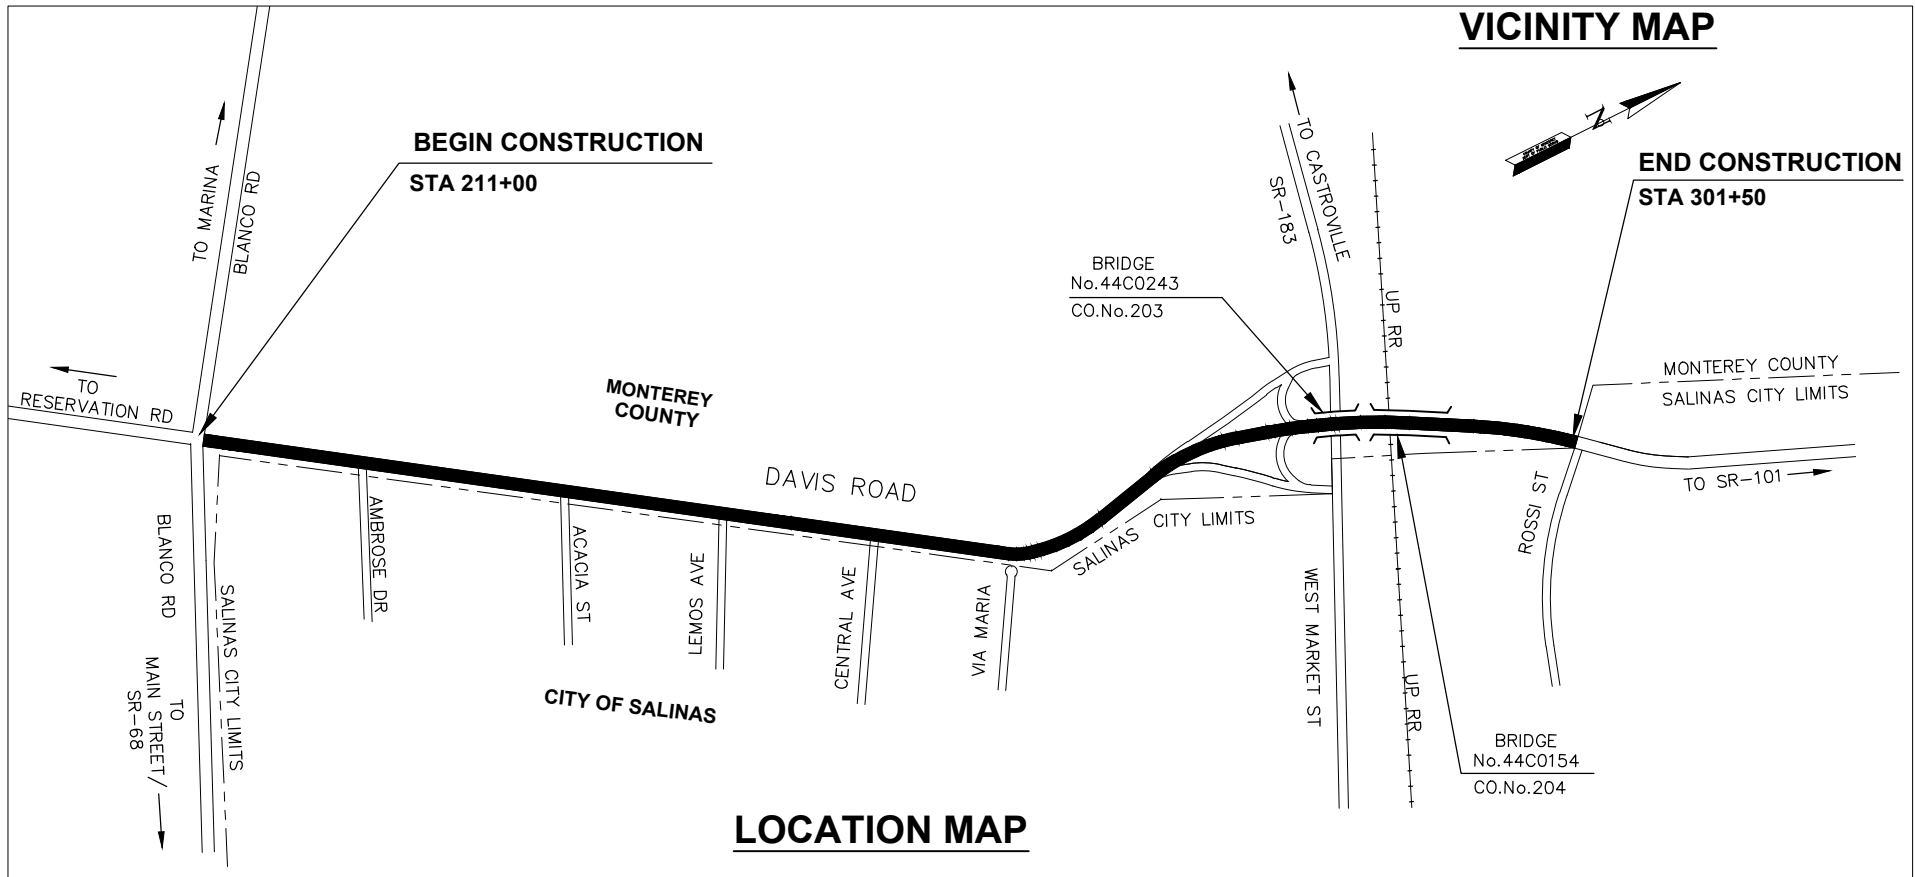 VICINITY MAP
N
BEGIN CONSTRUCTION
STA 211+00
END CONSTRUCTION
STA 301+50
TO MARINA
BLANCO RD
TO CASTROVILLE
SR-183
BRIDGE
No.44C0243
CO.No.203
UP RR
TO
RESERVATION RD
MONTEREY
COUNTY
MONTEREY COUNTY
SALINAS CITY LIMITS
DAVIS ROAD
TO SR-101
ROSSI ST
SALINAS
CITY LIMITS
BLANCO RD
SALINAS CITY LIMITS
AMBROSE DR
ACACIA ST
LEMOS AVE
CENTRAL AVE
VIA MARIA
WEST MARKET ST
UP RR
TO
MAIN STREET/
SR-68
CITY OF SALINAS
BRIDGE
No.44C0154
CO.No.204
LOCATION MAP